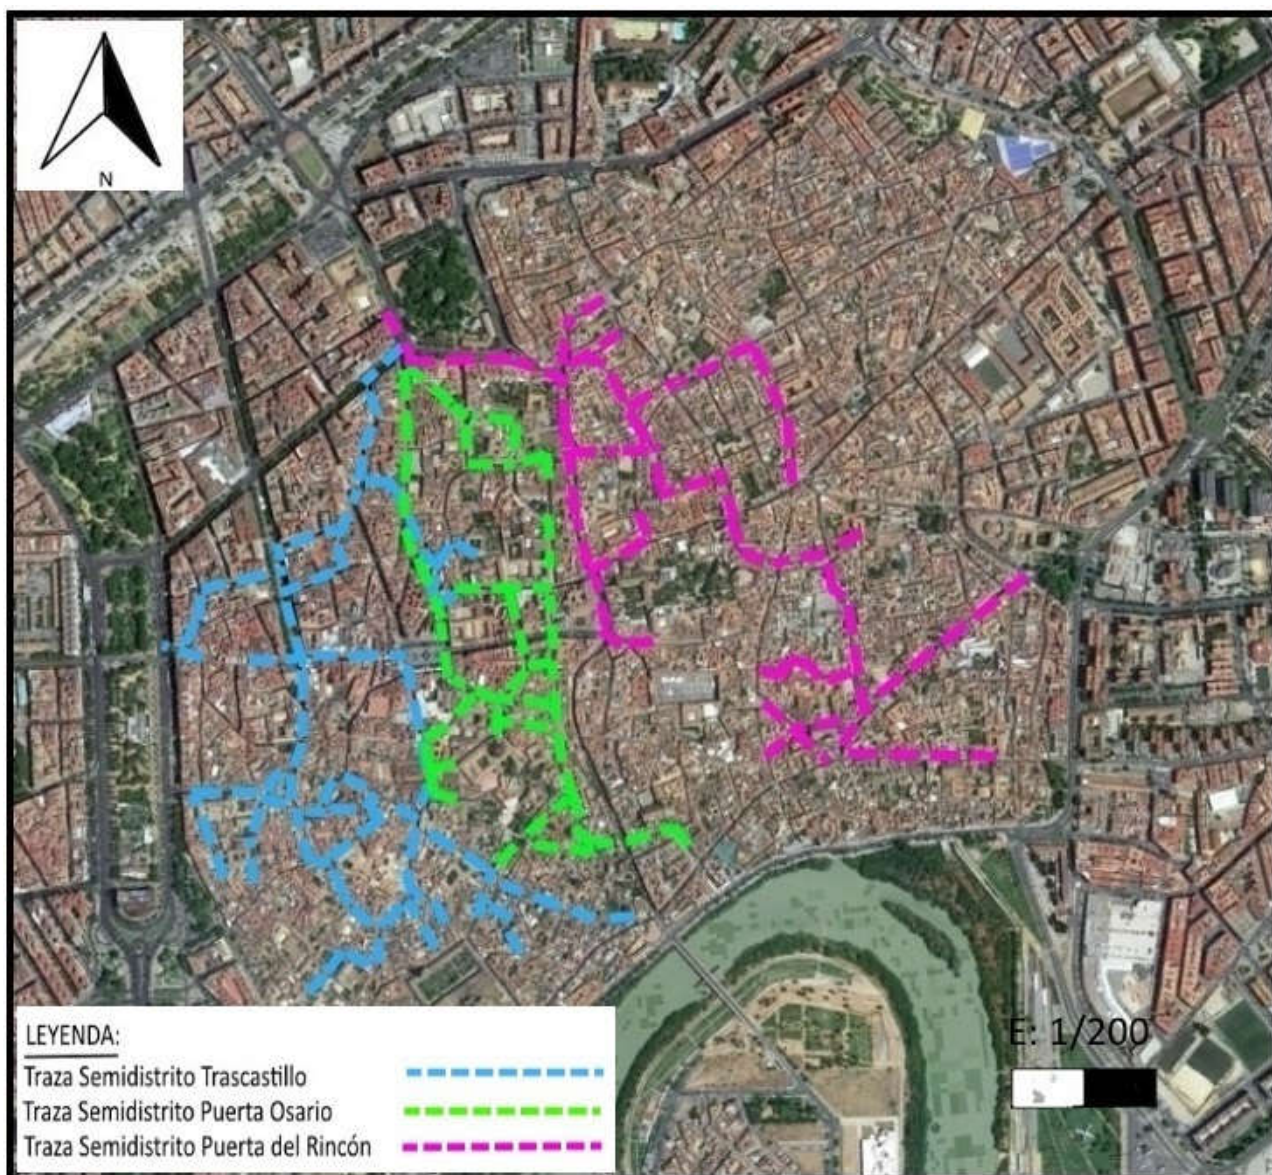 N
LEYENDA:
Traza Semidistrito Trascastillo
Traza Semidistrito Puerta Osario
Traza Semidistrito Puerta del Rincón
E: 1/200